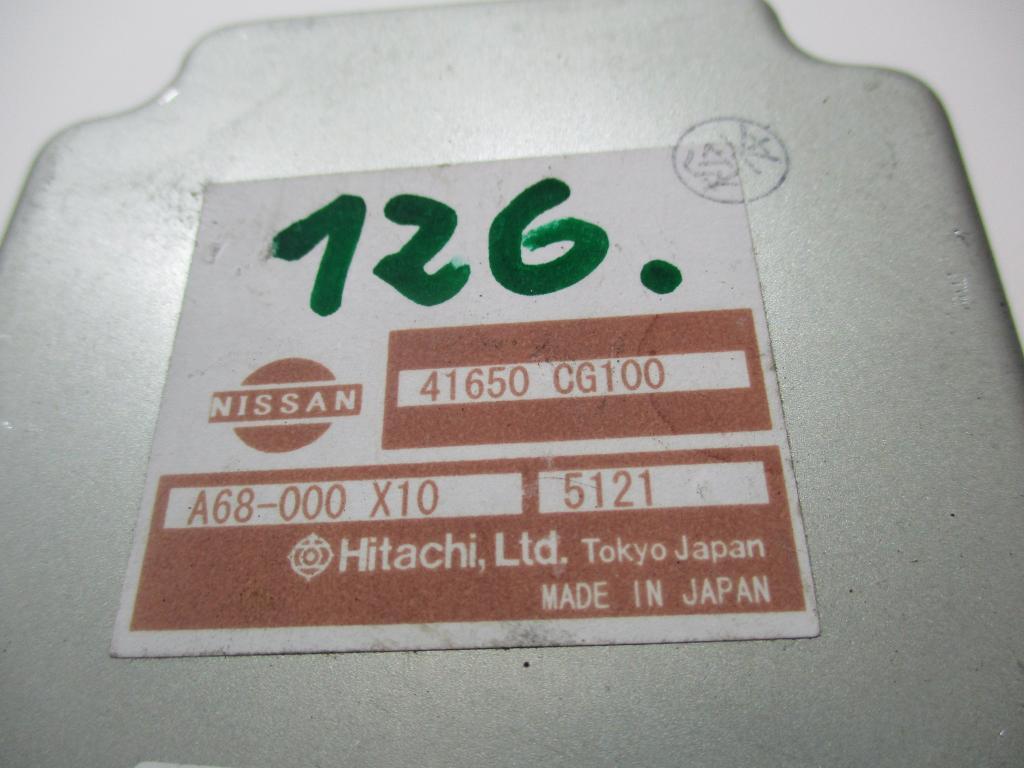 126.
NISSAN
41650 CG100
A68-000 X10
5121
Hitachi, Ltd. Tokyo Japan
MADE IN JAPAN